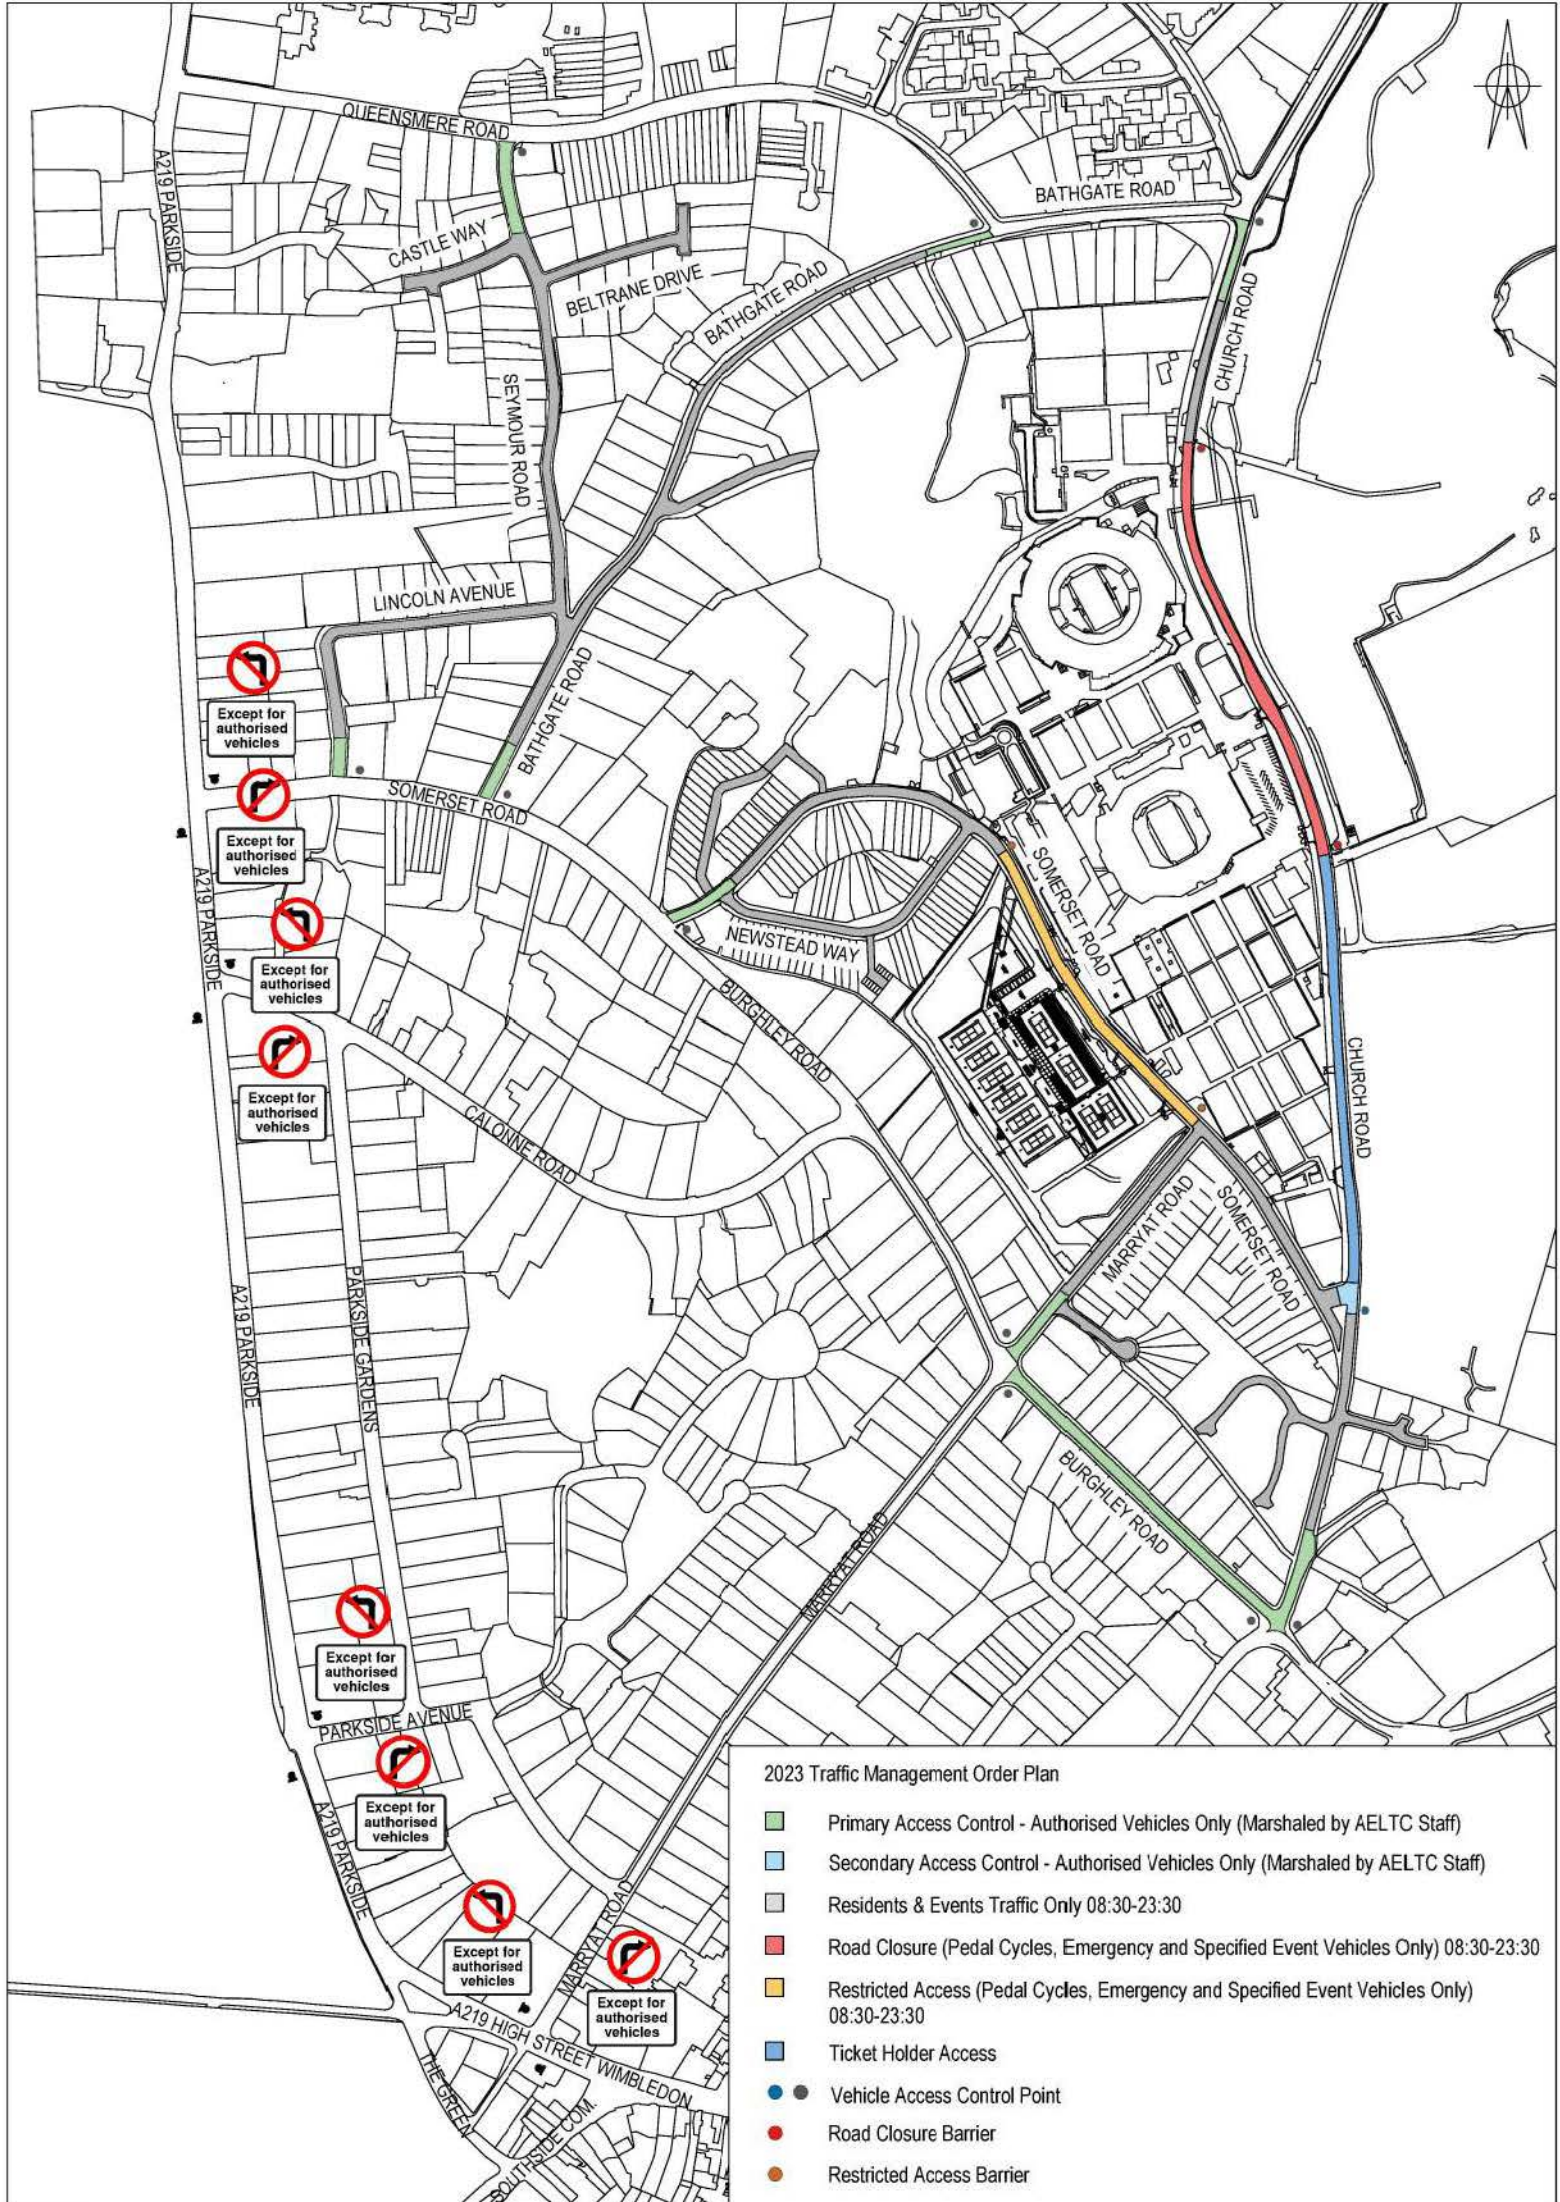 QUEENSMERE ROAD
A219 PARKSIDE
BATHGATE ROAD
CASTLE WAY
BELTRANE DRIVE
BATHGATE ROAD
CHURCH ROAD
SEYMOUR ROAD
LINCOLN AVENUE
Except for
authorised
vehicles
BATHGATE ROAD
SOMERSET ROAD
Except for
authorised
vehicles
A219 PARKSIDE
SOMERSET ROAD
NEWSTEAD WAY
Except for
authorised
vehicles
BURGHLEY ROAD
Except for
authorised
vehicles
CALONNE ROAD
CHURCH ROAD
MARRYAT ROAD
SOMERSET ROAD
A219 PARKSIDE
PARKSIDE GARDENS
BURGHLEY ROAD
MARRYAT ROAD
Except for
authorised
vehicles
PARKSIDE AVENUE
Except for
authorised
vehicles
A219 PARKSIDE
Except for
authorised
vehicles
MARRYAT ROAD
Except for
authorised
vehicles
A219 HIGH STREET WIMBLEDON
THE GREEN
SOUTHSIDE COM.
2023 Traffic Management Order Plan
Primary Access Control - Authorised Vehicles Only (Marshaled by AELTC Staff)
Secondary Access Control - Authorised Vehicles Only (Marshaled by AELTC Staff)
Residents & Events Traffic Only 08:30-23:30
Road Closure (Pedal Cycles, Emergency and Specified Event Vehicles Only) 08:30-23:30
Restricted Access (Pedal Cycles, Emergency and Specified Event Vehicles Only)
08:30-23:30
Ticket Holder Access
Vehicle Access Control Point
Road Closure Barrier
Restricted Access Barrier